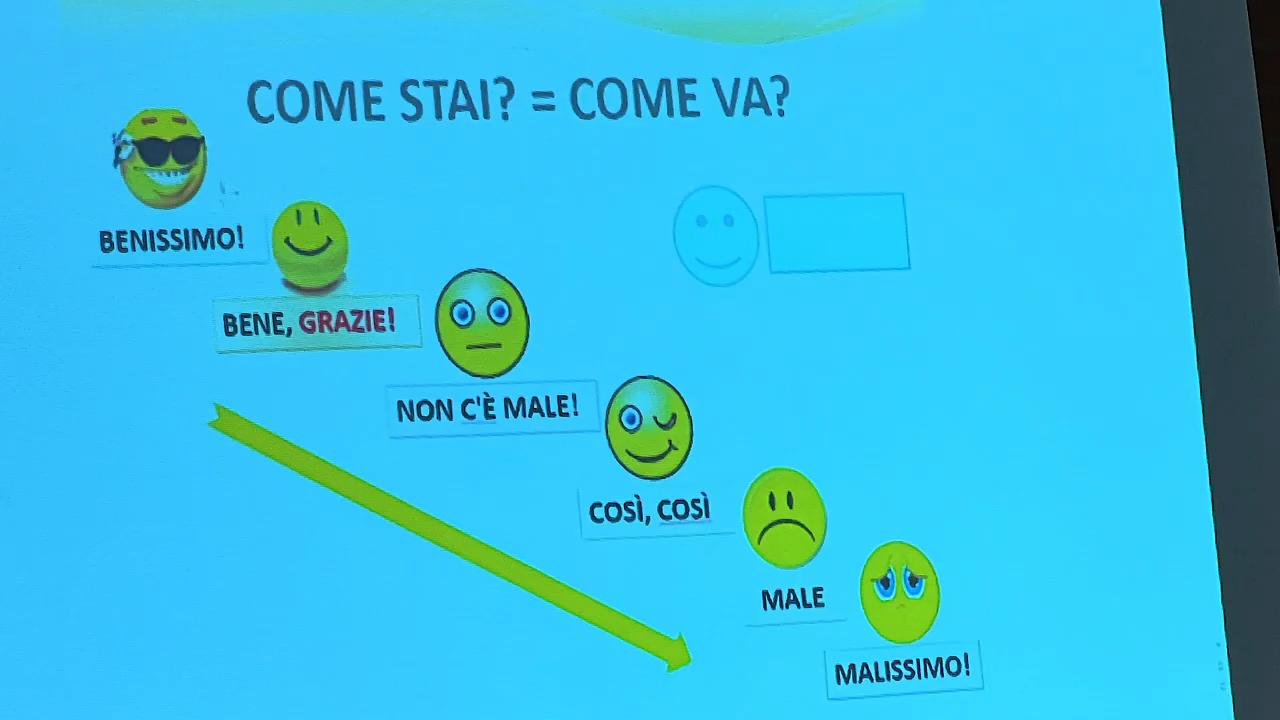 COME STAI? = COME VA?
BENISSIMO!
BENE, GRAZIE!
NON C'È MALE!
COSÌ, COSÌ
MALE
MALISSIMO!